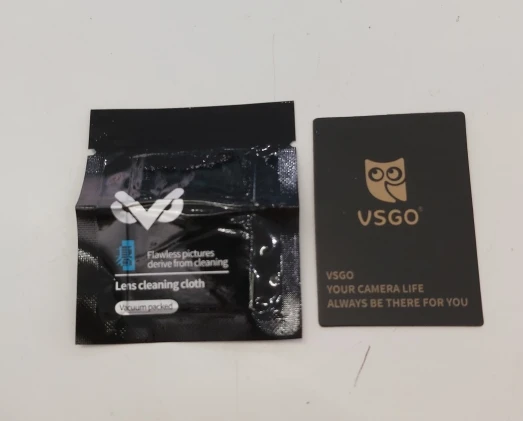 Flawless pictures
derive from cleaning
Lens cleaning cloth
Vacuum packed
VSGO®
VSGO
YOUR CAMERA LIFE
ALWAYS BE THERE FOR YOU